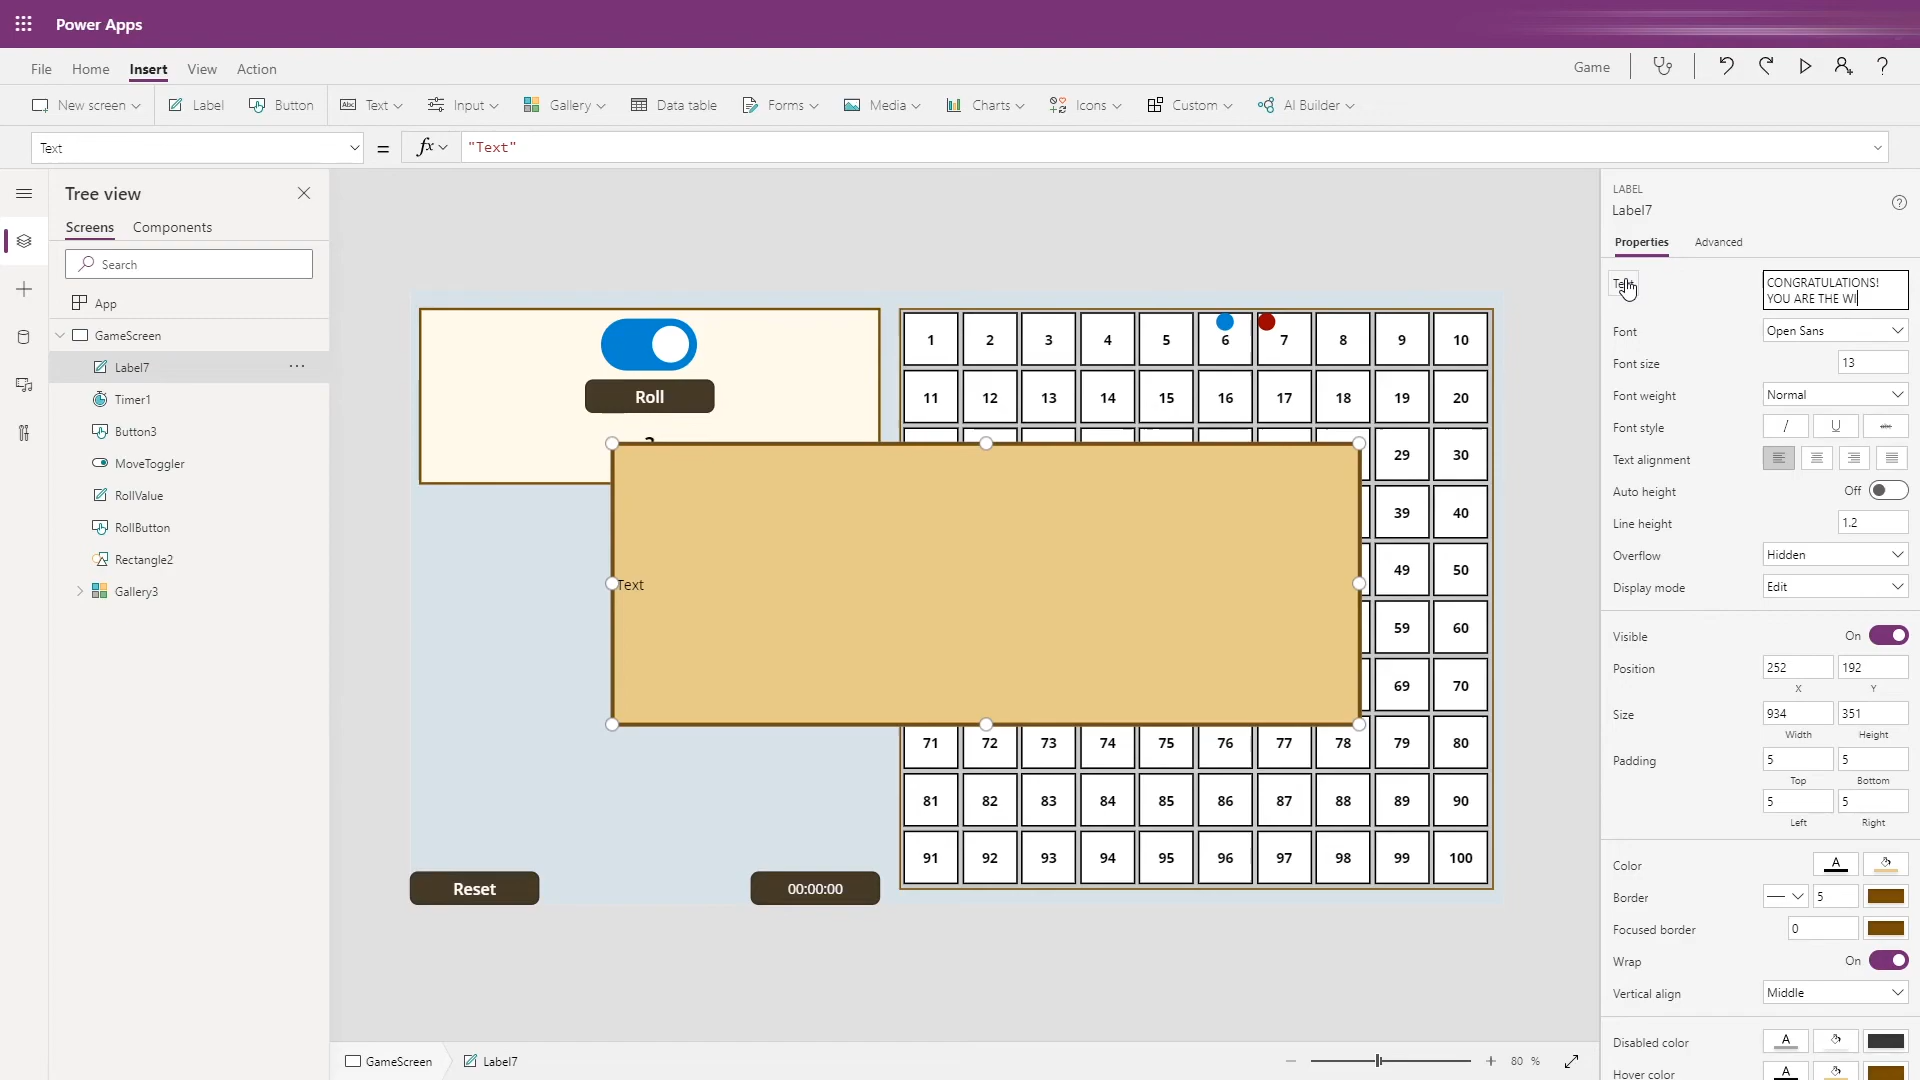 Power Apps
File Home Insert View Action Game
New screen Label Button Text Input Gallery Data table Forms Media Charts Icons Custom AI Builder
Text = fx "Text"
Tree view
Screens Components
Search
App
GameScreen
Label7 ...
Timer1
Button3
MoveToggler
RollValue
RollButton
Rectangle2
Gallery3
Roll
Text
Reset
00:00:00
1 2 3 4 5 6 7 8 9 10
11 12 13 14 15 16 17 18 19 20
29 30
39 40
49 50
59 60
69 70
71 72 73 74 75 76 77 78 79 80
81 82 83 84 85 86 87 88 89 90
91 92 93 94 95 96 97 98 99 100
GameScreen Label7
80 %
LABEL
Label7
Properties Advanced
CONGRATULATIONS!
YOU ARE THE WI
Font Open Sans
Font size 13
Font weight Normal
Font style / U abc
Text alignment
Auto height Off
Line height 1.2
Overflow Hidden
Display mode Edit
Visible On
Position 252 192
X Y
Size 934 351
Width Height
Padding 5 5
Top Bottom
5 5
Left Right
Color A
Border 5
Focused border 0
Wrap On
Vertical align Middle
Disabled color A
Hover color A